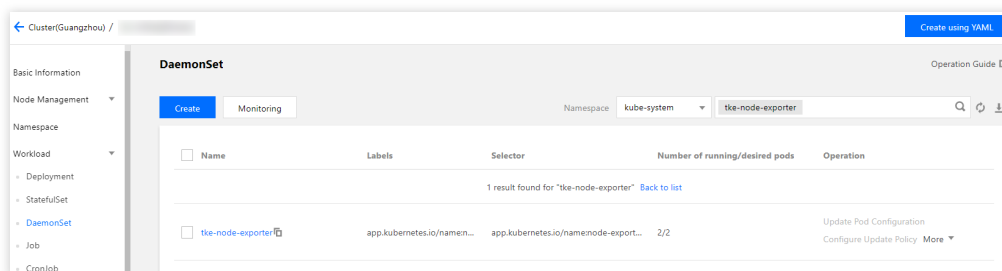 Cluster(Guangzhou) /
Create using YAML
Basic Information
Node Management
Namespace
Workload
Deployment
StatefulSet
DaemonSet
Job
CronJob
DaemonSet
Operation Guide
Create Monitoring
Namespace kube-system tke-node-exporter
Name Labels Selector Number of running/desired pods Operation
1 result found for "tke-node-exporter" Back to list
tke-node-exporter app.kubernetes.io/name:n... app.kubernetes.io/name:node-export... 2/2
Update Pod Configuration
Configure Update Policy More